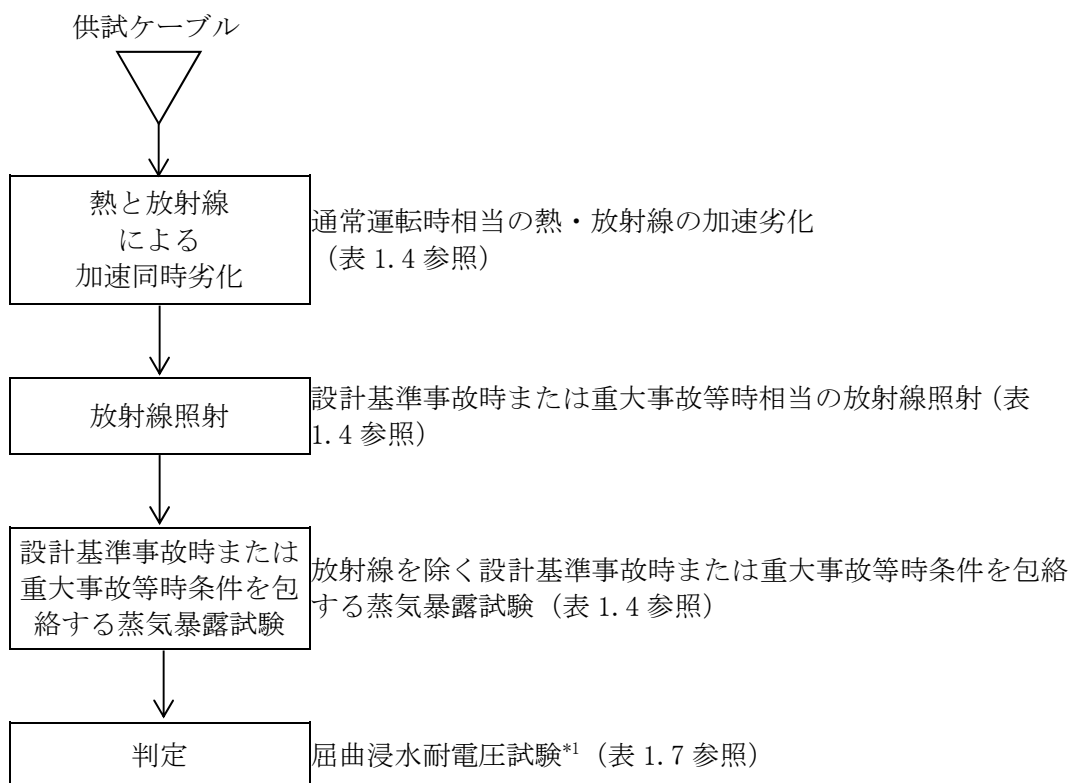 供試ケーブル
熱と放射線
による
加速同時劣化
通常運転時相当の熱・放射線の加速劣化
（表 1.4 参照）
放射線照射
設計基準事故時または重大事故等時相当の放射線照射（表
1.4 参照）
設計基準事故時または
重大事故等時条件を包
絡する蒸気暴露試験
放射線を除く設計基準事故時または重大事故等時条件を包絡
する蒸気暴露試験（表 1.4 参照）
判定
屈曲浸水耐電圧試験*1（表 1.7 参照）